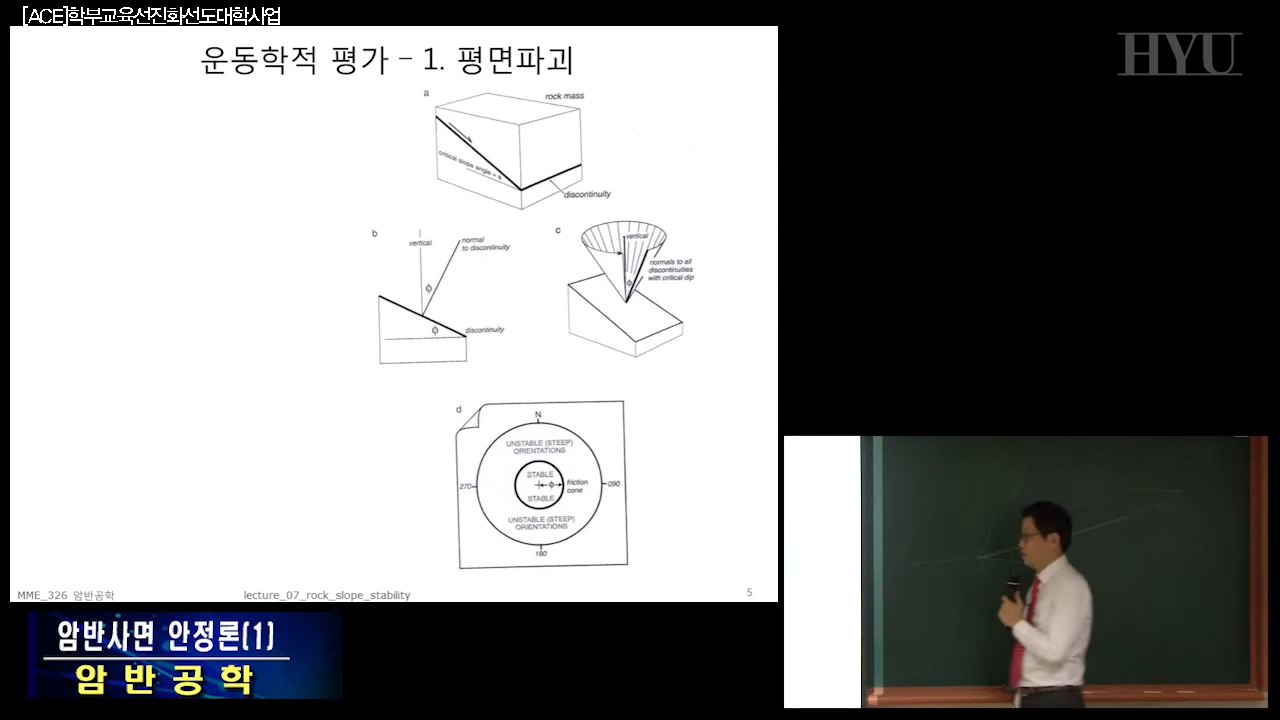 [ACE]학부교육선진화선도대학사업
HYU
운동학적 평가 – 1. 평면파괴
a
rock mass
critical slope angle = ϕ
discontinuity
b
vertical
normal
to discontinuity
ϕ
ϕ
discontinuity
c
vertical
normals to all
discontinuities
with critical dip
ϕ
d
N
UNSTABLE (STEEP)
ORIENTATIONS
STABLE
270
ϕ
friction
cone
090
STABLE
UNSTABLE (STEEP)
ORIENTATIONS
180
MME_326 암반공학
lecture_07_rock_slope_stability
5
암반사면 안정론(1)
암반공학